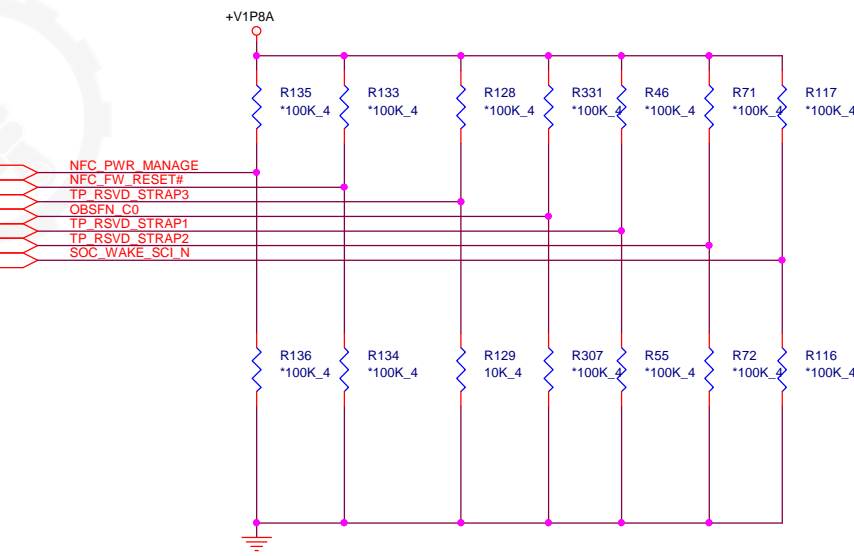 +V1P8A
R135
*100K_4
R133
*100K_4
R128
*100K_4
R331
*100K_4
R46
*100K_4
R71
*100K_4
R117
*100K_4
NFC_PWR_MANAGE
NFC_FW_RESET#
TP_RSVD_STRAP3
OBSFN_C0
TP_RSVD_STRAP1
TP_RSVD_STRAP2
SOC_WAKE_SCI_N
R136
*100K_4
R134
*100K_4
R129
10K_4
R307
*100K_4
R55
*100K_4
R72
*100K_4
R116
*100K_4